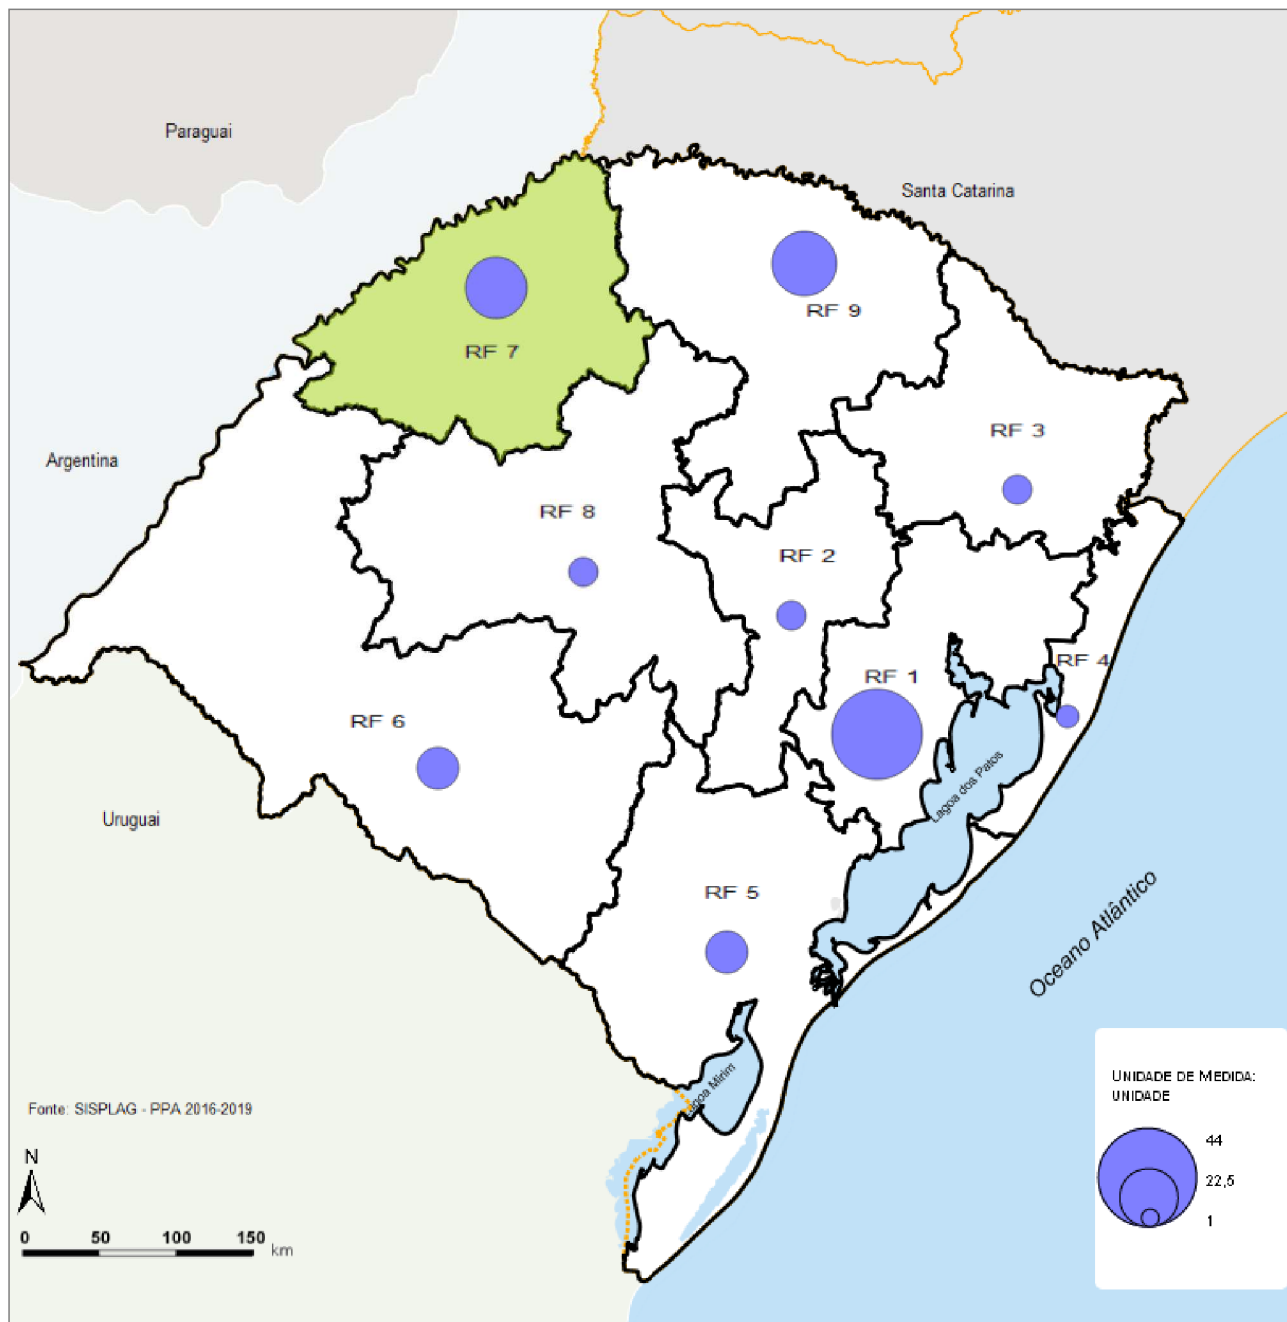 Paraguai
Santa Catarina
RF 9
RF 7
RF 3
Argentina
RF 8
RF 2
RF 4
RF 1
RF 6
Lagoa dos Patos
Uruguai
RF 5
Oceano Atlântico
Lagoa Mirim
UNIDADE DE MEDIDA:
UNIDADE
44
22,5
1
Fonte: SISPLAG - PPA 2016-2019
N
0 50 100 150
km